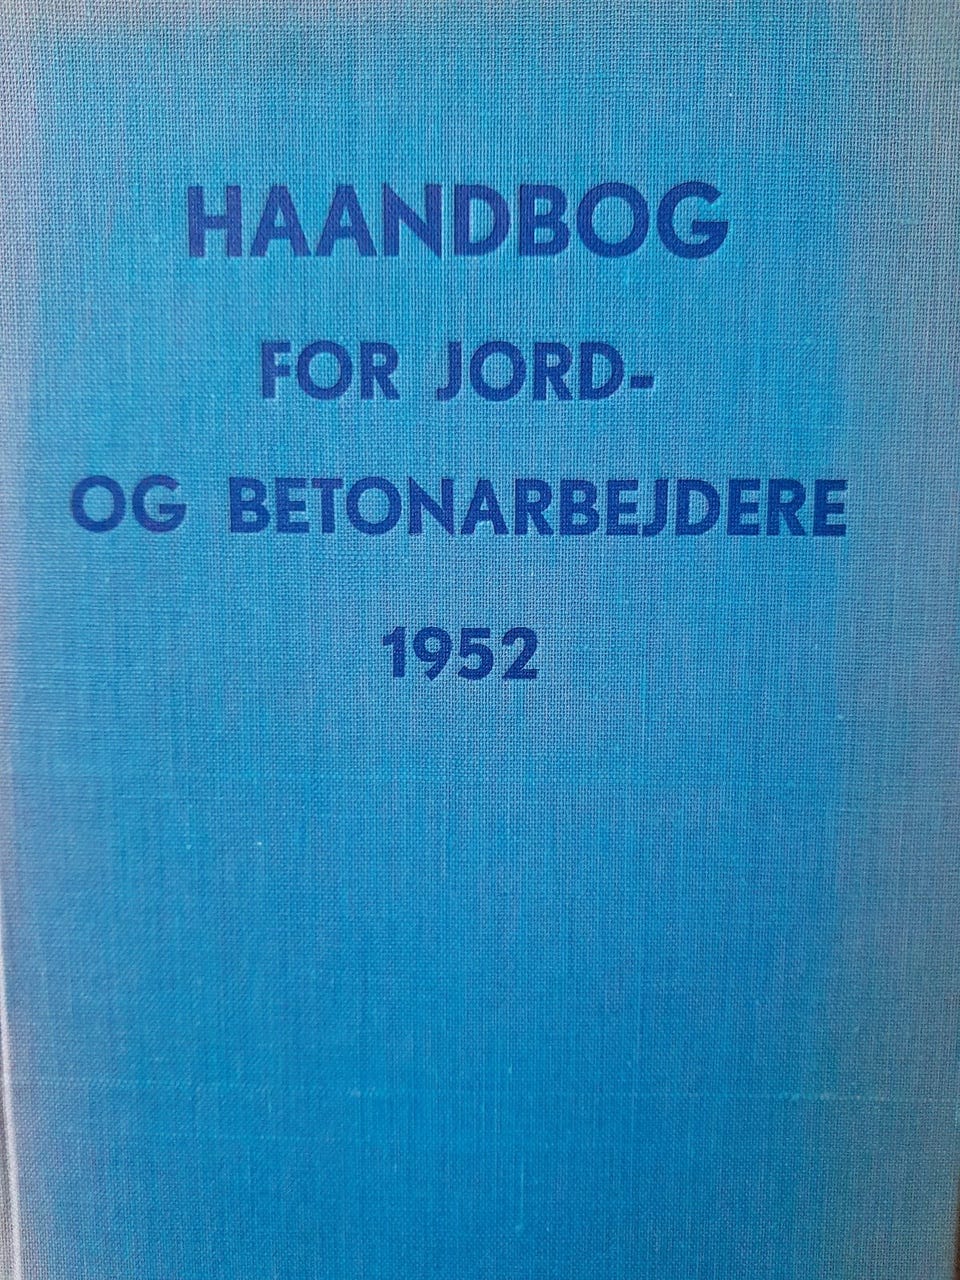 HAANDBOG
FOR JORD-
OG BETONARBEJDERE
1952